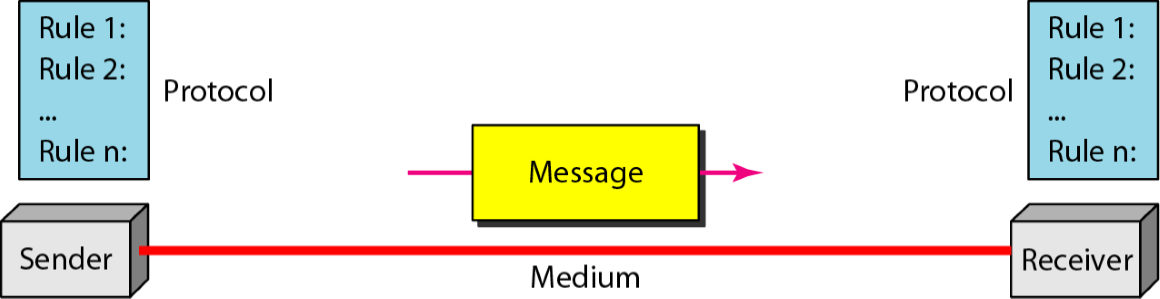 Rule 1:
Rule 2:
...
Rule n:
Protocol
Protocol
Rule 1:
Rule 2:
...
Rule n:
Message
Sender
Medium
Receiver